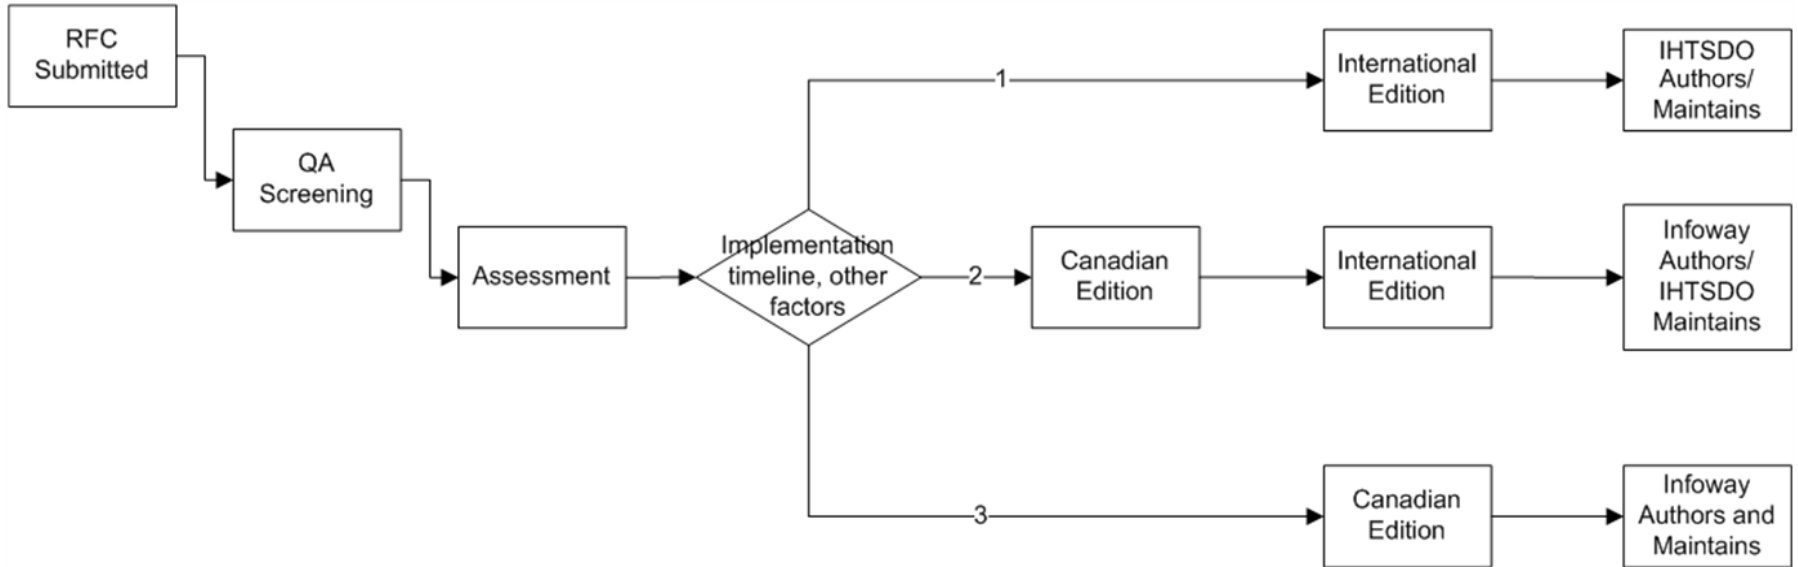 RFC
Submitted
QA
Screening
Assessment
Implementation
timeline, other
factors
1
International
Edition
IHTSDO
Authors/
Maintains
2
Canadian
Edition
International
Edition
Infoway
Authors/
IHTSDO
Maintains
3
Canadian
Edition
Infoway
Authors and
Maintains